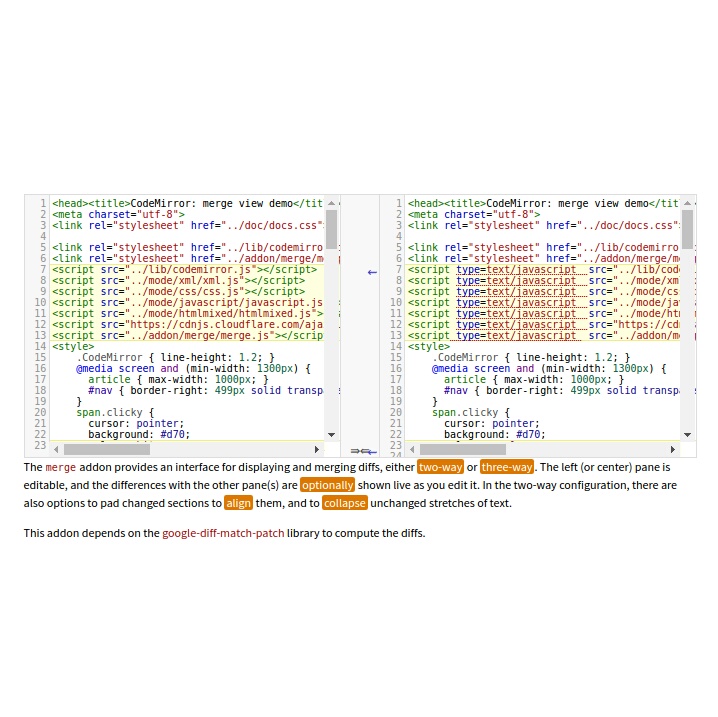 1 <head><title>CodeMirror: merge view demo</tit
2 <meta charset="utf-8">
3 <link rel="stylesheet" href="../doc/docs.css"
4
5 <link rel="stylesheet" href="../lib/codemirro
6 <link rel="stylesheet" href="../addon/merge/m
7 <script src="../lib/codemirror.js"></script>
8 <script src="../mode/xml/xml.js"></script>
9 <script src="../mode/css/css.js"></script>
10 <script src="../mode/javascript/javascript.js
11 <script src="../mode/htmlmixed/htmlmixed.js">
12 <script src="https://cdnjs.cloudflare.com/aja
13 <script src="../addon/merge/merge.js"></scrip
14 <style>
15 .CodeMirror { line-height: 1.2; }
16 @media screen and (min-width: 1300px) {
17 article { max-width: 1000px; }
18 #nav { border-right: 499px solid transpa
19 }
20 span.clicky {
21 cursor: pointer;
22 background: #d70;
23
1 <head><title>CodeMirror: merge view demo</tit
2 <meta charset="utf-8">
3 <link rel="stylesheet" href="../doc/docs.css"
4
5 <link rel="stylesheet" href="../lib/codemirro
6 <link rel="stylesheet" href="../addon/merge/m
7 <script type=text/javascript src="../lib/cod
8 <script type=text/javascript src="../mode/xm
9 <script type=text/javascript src="../mode/cs
10 <script type=text/javascript src="../mode/ja
11 <script type=text/javascript src="../mode/ht
12 <script type=text/javascript src="https://cd
13 <script type=text/javascript src="../addon/m
14 <style>
15 .CodeMirror { line-height: 1.2; }
16 @media screen and (min-width: 1300px) {
17 article { max-width: 1000px; }
18 #nav { border-right: 499px solid transpa
19 }
20 span.clicky {
21 cursor: pointer;
22 background: #d70;
23
24
The merge addon provides an interface for displaying and merging diffs, either two-way or three-way. The left (or center) pane is
editable, and the differences with the other pane(s) are optionally shown live as you edit it. In the two-way configuration, there are
also options to pad changed sections to align them, and to collapse unchanged stretches of text.
This addon depends on the google-diff-match-patch library to compute the diffs.